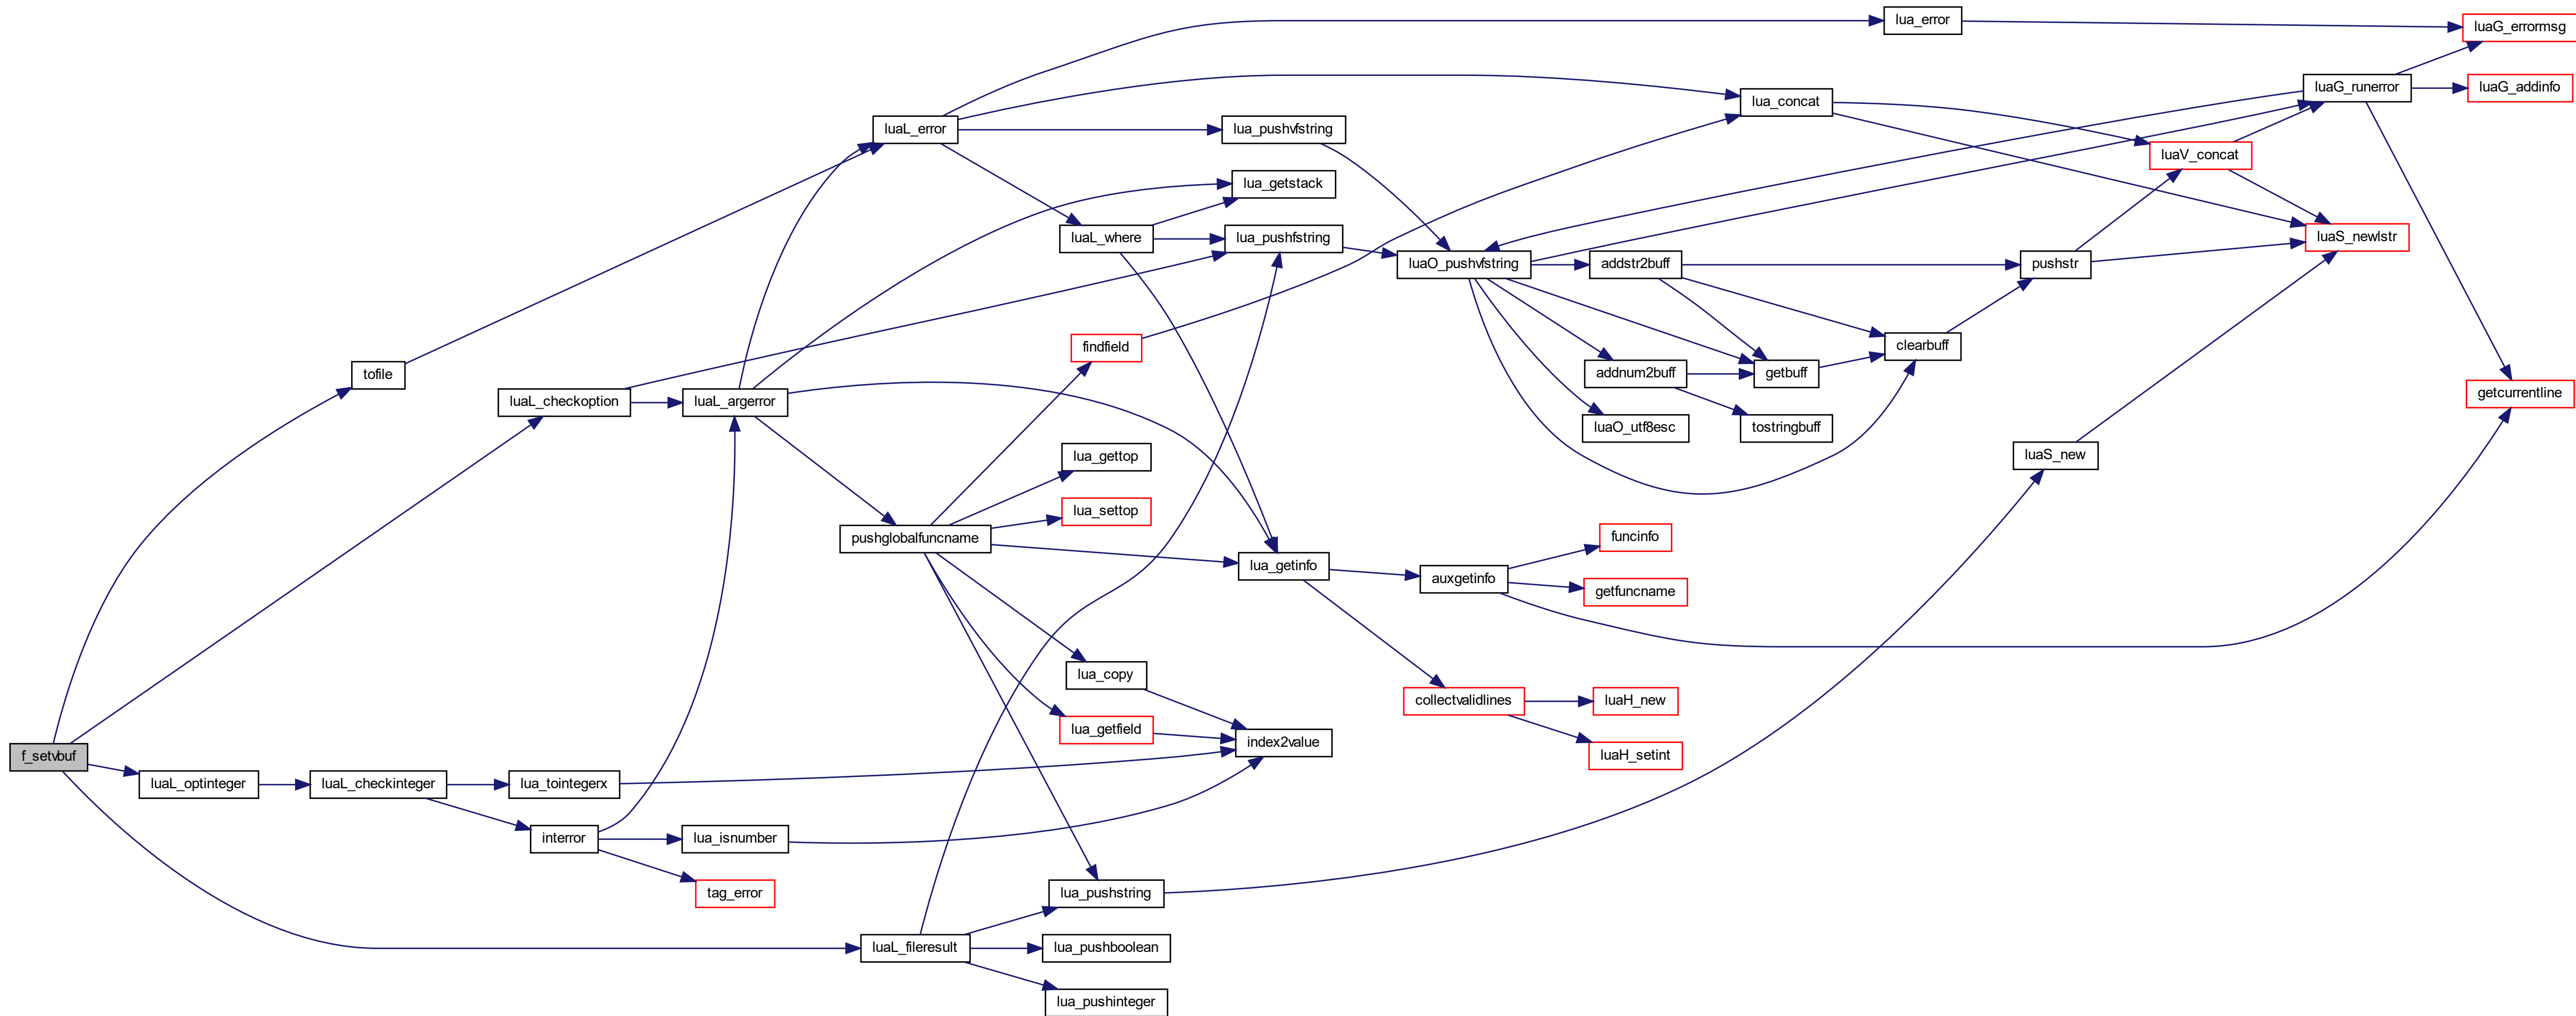 lua_error
luaG_errormsg
luaG_runerror
luaG_addinfo
lua_concat
luaL_error
lua_pushvfstring
luaV_concat
lua_getstack
luaL_where
lua_pushfstring
luaS_newlstr
luaO_pushvfstring
addstr2buff
pushstr
findfield
clearbuff
tofile
addnum2buff
getbuff
getcurrentline
luaL_checkoption
luaL_argerror
luaO_utf8esc
tostringbuff
lua_gettop
luaS_new
lua_settop
pushglobalfuncname
funcinfo
lua_getinfo
auxgetinfo
getfuncname
lua_copy
collectvalidlines
luaH_new
lua_getfield
index2value
f_setvbuf
luaH_setint
luaL_optinteger
luaL_checkinteger
lua_tointegerx
interror
lua_isnumber
tag_error
lua_pushstring
luaL_fileresult
lua_pushboolean
lua_pushinteger